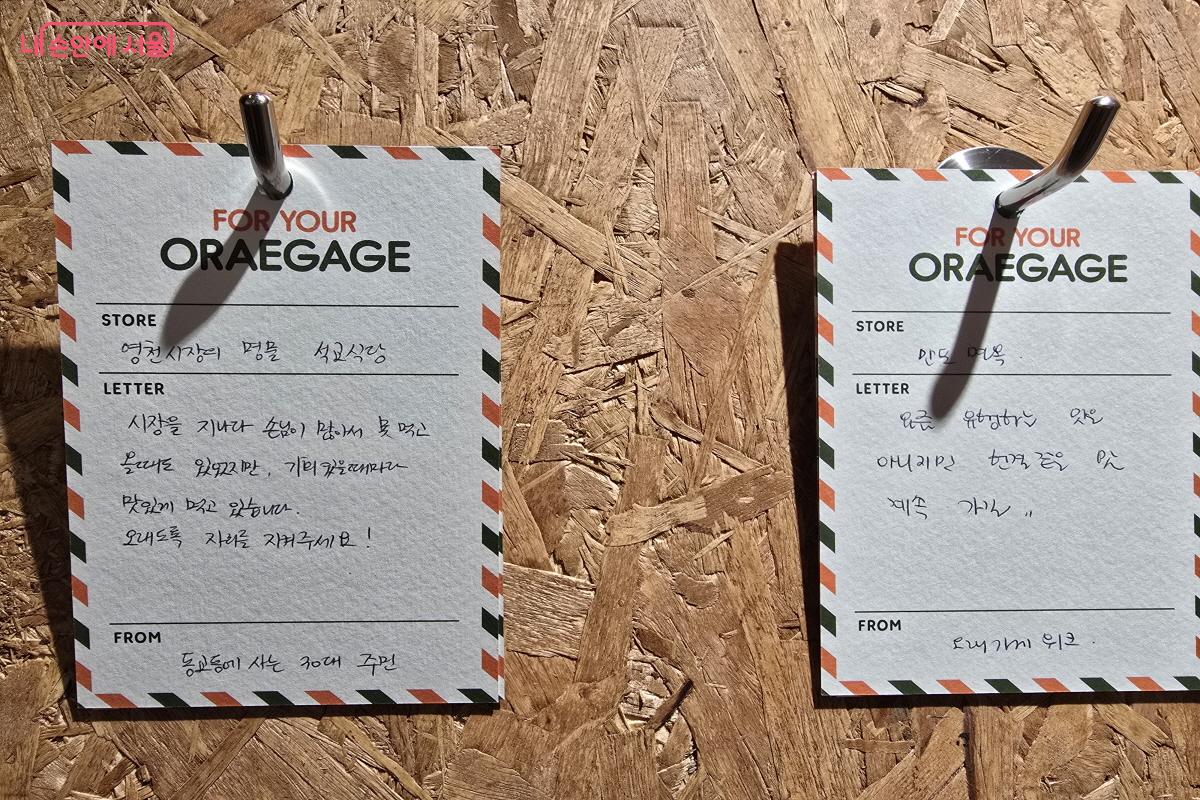 내 손안에 서울
FOR YOUR
ORAEGAGE
STORE
영천시장의 명물 석교식당
LETTER
시장을 지나다 손님이 많아서 못 먹고
올때도 있었지만, 기회 있을때마다
맛있게 먹고 있습니다.
오래도록 자리를 지켜주세요!
FROM
동교동에 사는 30대 주민
FOR YOUR
ORAEGAGE
STORE
만도 면옥.
LETTER
요즘 유행하는 맛은
아니지만 한결같은 맛
계속 가길
FROM
오래가게 위크.